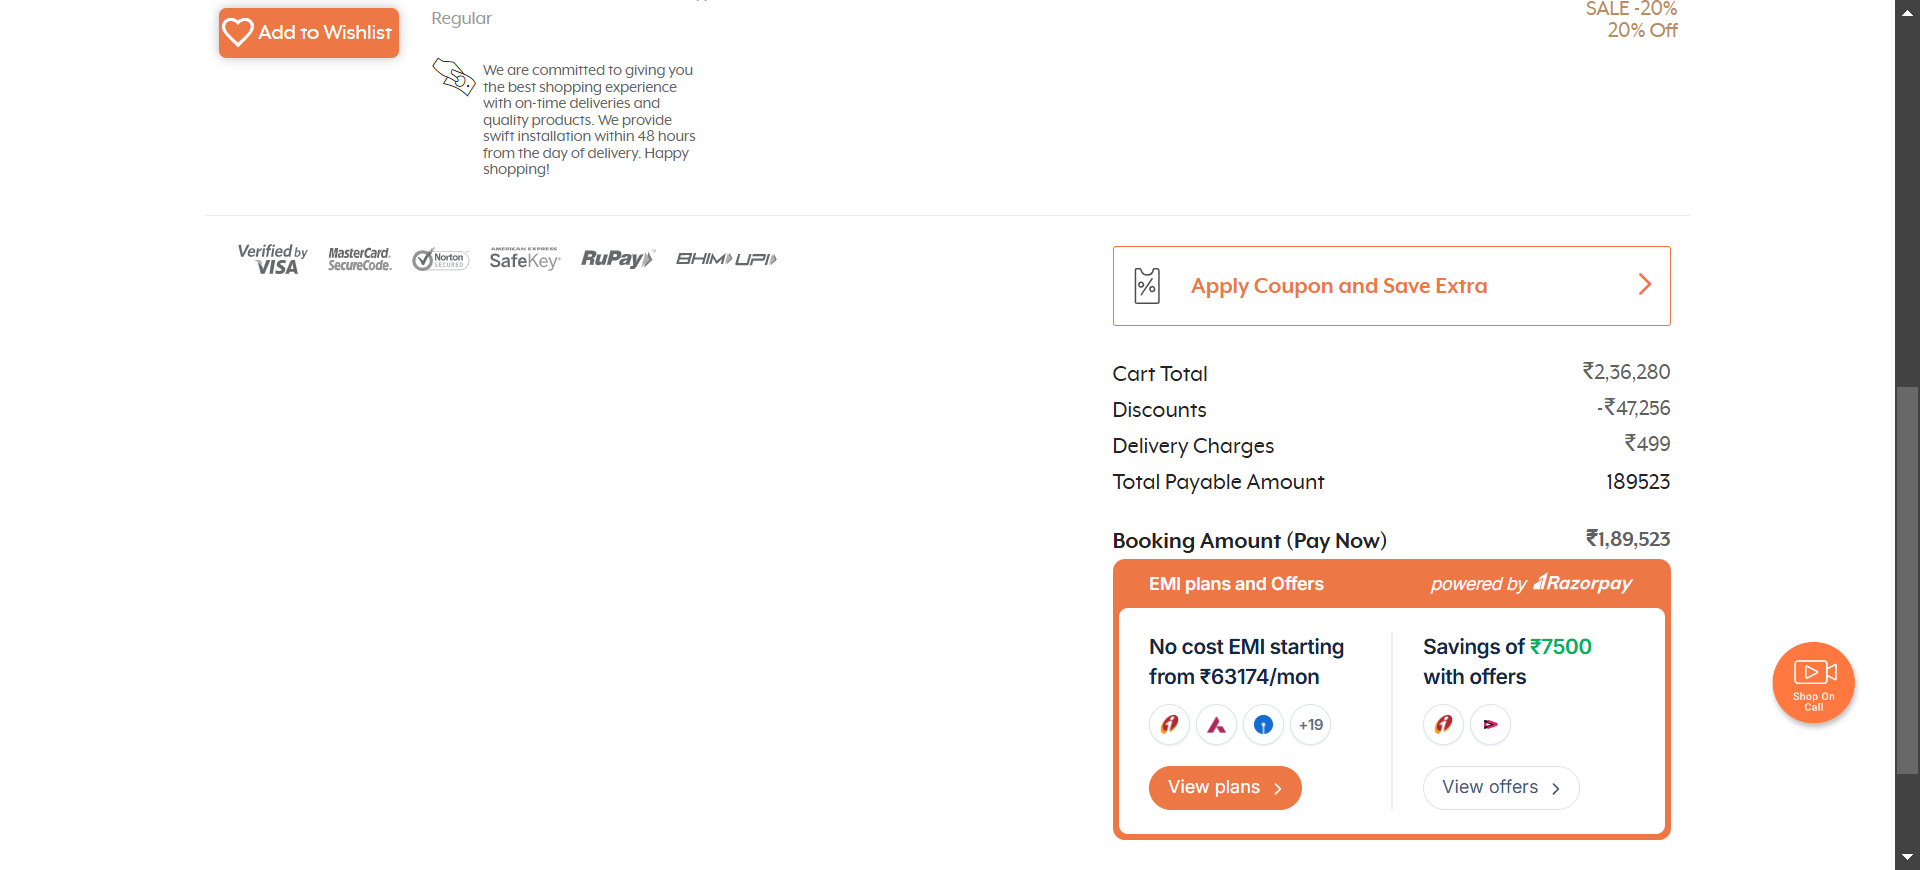 Add to Wishlist
Regular
SALE -20%
20% Off
We are committed to giving you
the best shopping experience
with on-time deliveries and
quality products. We provide
swift installation within 48 hours
from the day of delivery. Happy
shopping!
Verified by
VISA
MasterCard.
SecureCode.
Norton
SECURED
AMERICAN EXPRESS
SafeKey
RuPay
BHIM UPI
%
Apply Coupon and Save Extra
Cart Total ₹2,36,280
Discounts -₹47,256
Delivery Charges ₹499
Total Payable Amount 189523
Booking Amount (Pay Now) ₹1,89,523
EMI plans and Offers powered by Razorpay
No cost EMI starting
from ₹63174/mon
+19
View plans
Savings of ₹7500
with offers
View offers
Shop On
Call